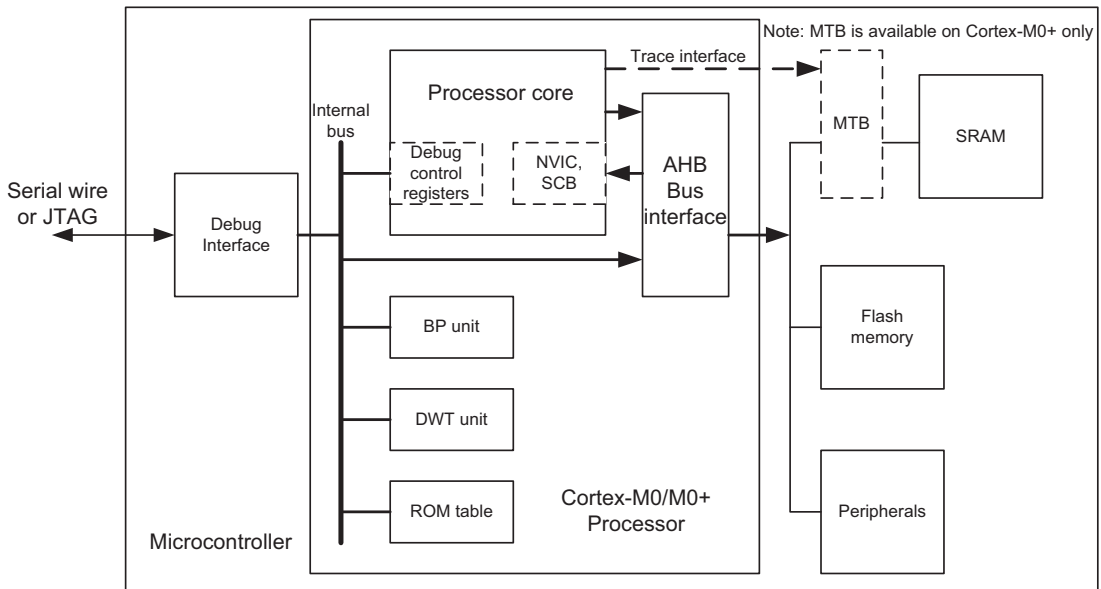 Note: MTB is available on Cortex-M0+ only
Trace interface
Processor core
Internal
bus
Debug
control
registers
NVIC,
SCB
AHB
Bus
interface
MTB
SRAM
Serial wire
or JTAG
Debug
Interface
BP unit
Flash
memory
DWT unit
ROM table
Cortex-M0/M0+
Processor
Peripherals
Microcontroller